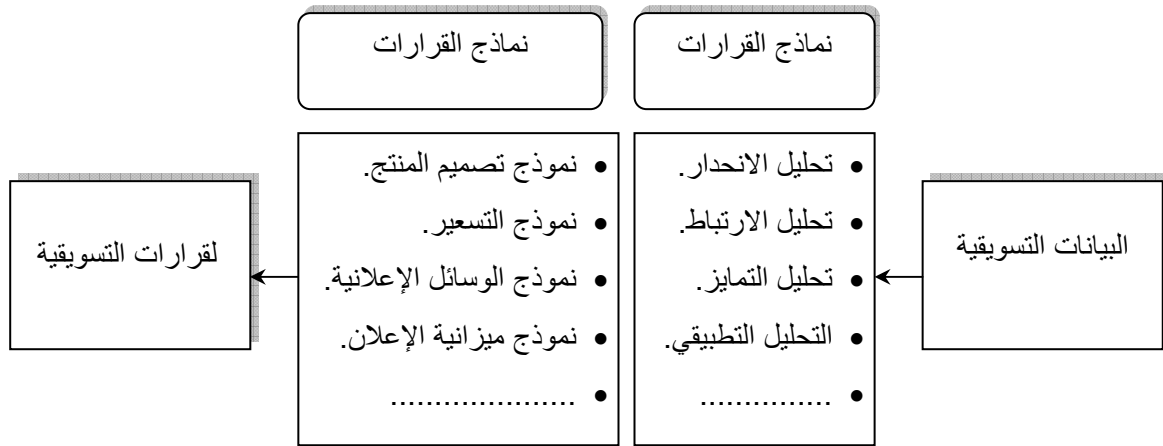 نماذج القرارات
نماذج القرارات
البيانات التسويقية
• تحليل الانحدار.
• تحليل الارتباط.
• تحليل التمايز.
• التحليل التطبيقي.
• ...............
• نموذج تصميم المنتج.
• نموذج التسعير.
• نموذج الوسائل الإعلانية.
• نموذج ميزانية الإعلان.
• .....................
لقرارات التسويقية